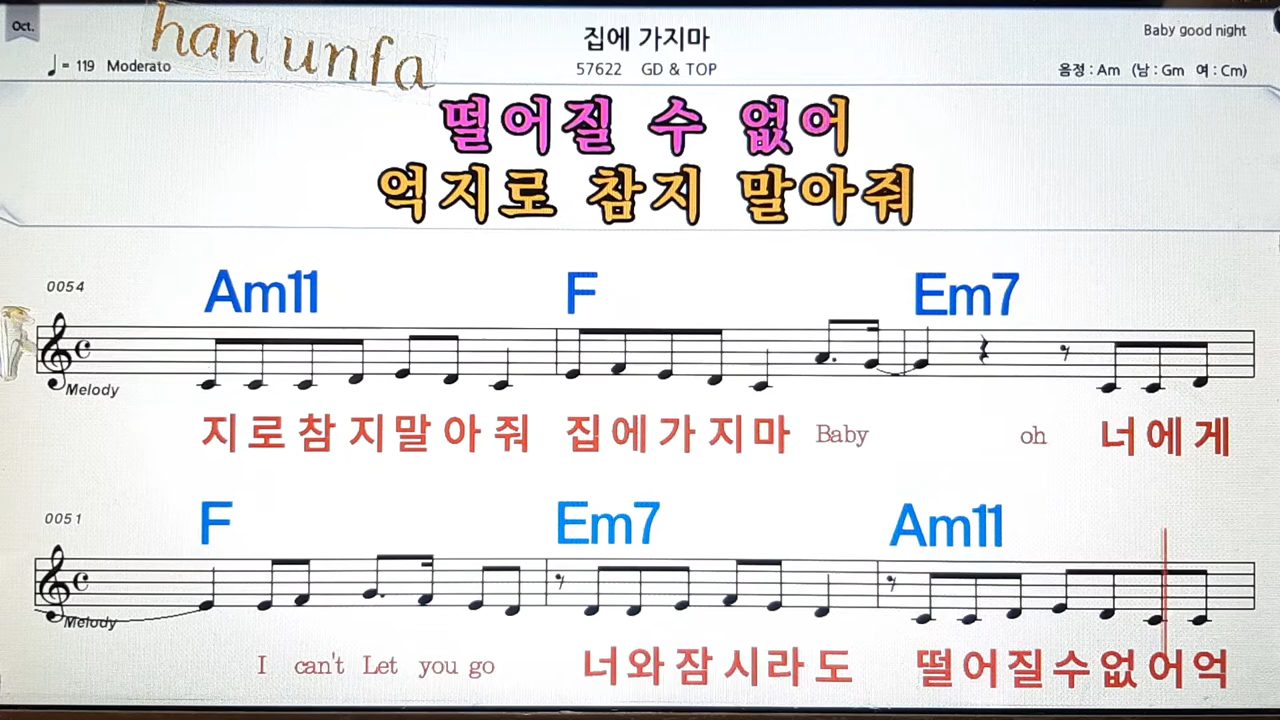 Oct.
han unfa
집에 가지마
Baby good night
♩= 119 Moderato
57622 GD & TOP
음정 : Am (남 : Gm 여 : Cm)
떨어질 수 없어
억지로 참지 말아줘
0054
Am11 F Em7
Melody
지로참지말아줘 집에가지마 Baby oh 너에게
0051
F Em7 Am11
Melody
I can't Let you go 너와잠시라도 떨어질수없어억